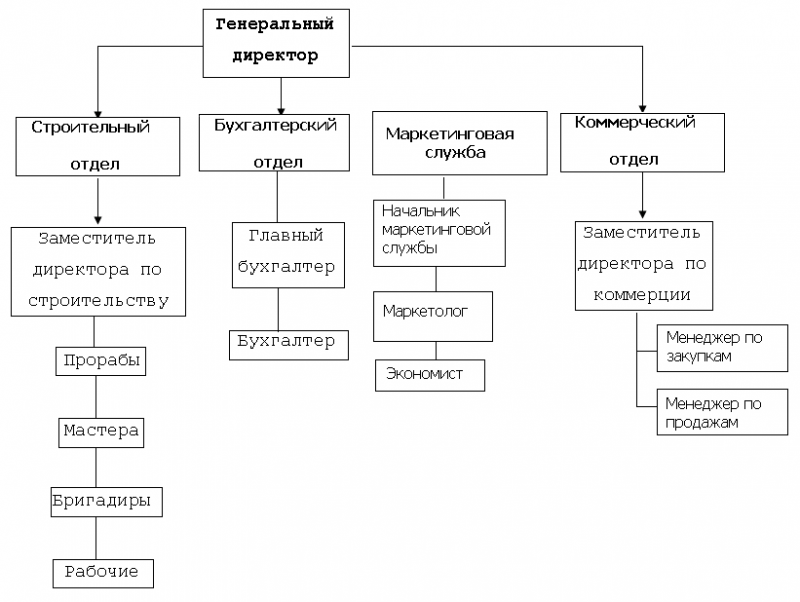 Генеральный
директор
Строительный
отдел
Бухгалтерский
отдел
Маркетинговая
служба
Коммерческий
отдел
Заместитель
директора по
строительству
Прорабы
Мастера
Бригадиры
Рабочие
Главный
бухгалтер
Бухгалтер
Начальник
маркетинговой
службы
Маркетолог
Экономист
Заместитель
директора по
коммерции
Менеджер по
закупкам
Менеджер по
продажам